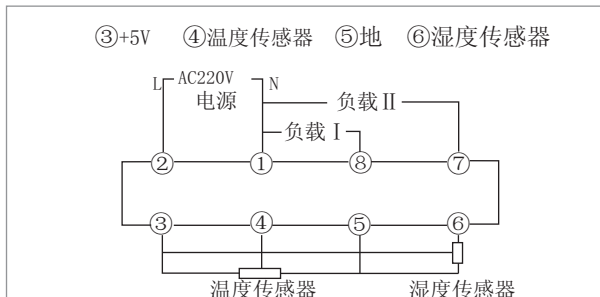 ③+5V ④温度传感器 ⑤地 ⑥湿度传感器
L AC220V N
电源
负载Ⅱ
负载Ⅰ
② ① ⑧ ⑦
③ ④ ⑤ ⑥
温度传感器 湿度传感器